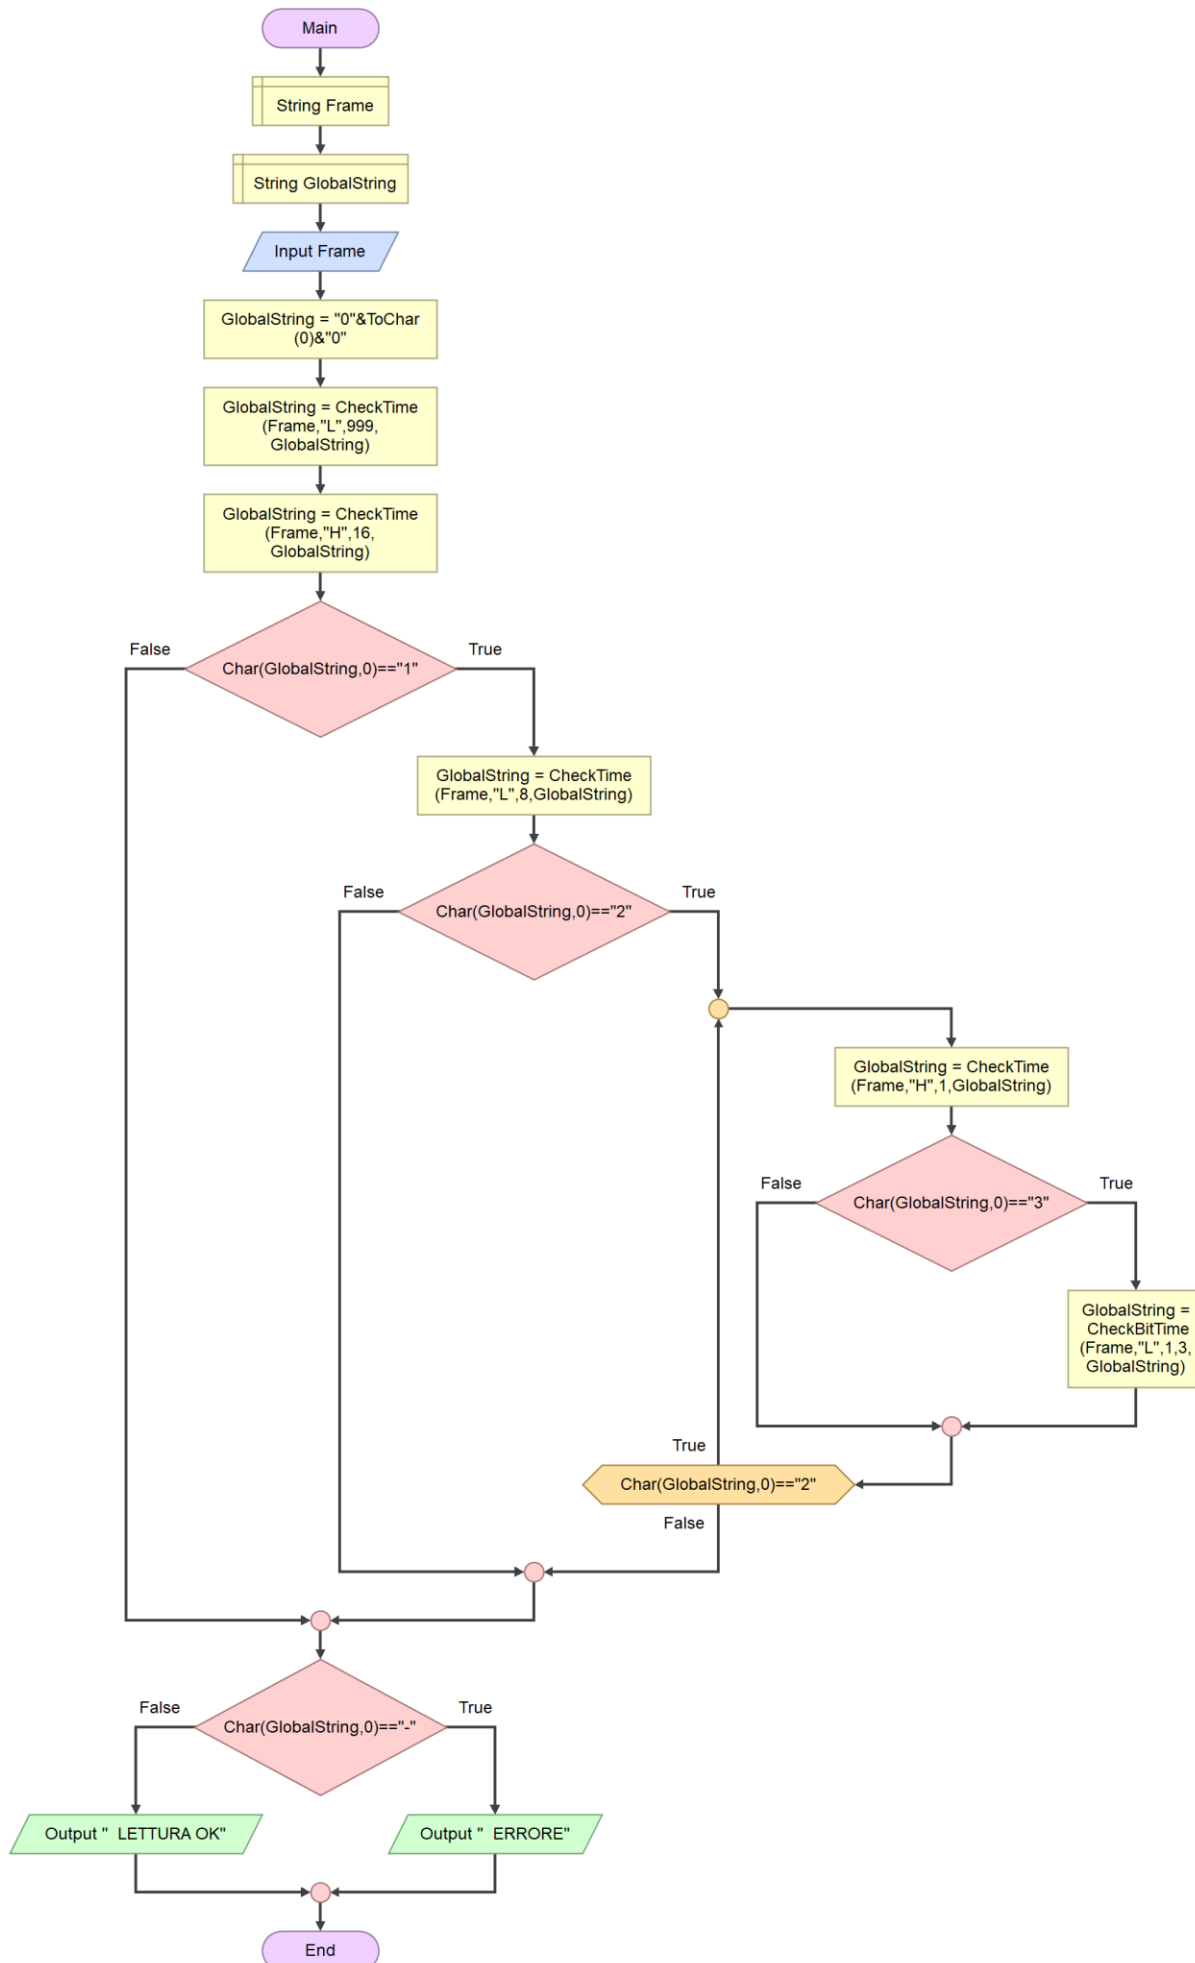 Main
String Frame
String GlobalString
Input Frame
GlobalString = "0"&ToChar
(0)&"0"
GlobalString = CheckTime
(Frame,"L",999,
GlobalString)
GlobalString = CheckTime
(Frame,"H",16,
GlobalString)
False
True
Char(GlobalString,0)=="1"
GlobalString = CheckTime
(Frame,"L",8,GlobalString)
False
True
Char(GlobalString,0)=="2"
GlobalString = CheckTime
(Frame,"H",1,GlobalString)
False
True
Char(GlobalString,0)=="3"
GlobalString =
CheckBitTime
(Frame,"L",1,3,
GlobalString)
True
Char(GlobalString,0)=="2"
False
False
True
Char(GlobalString,0)=="-"
Output "  LETTURA OK"
Output "  ERRORE"
End